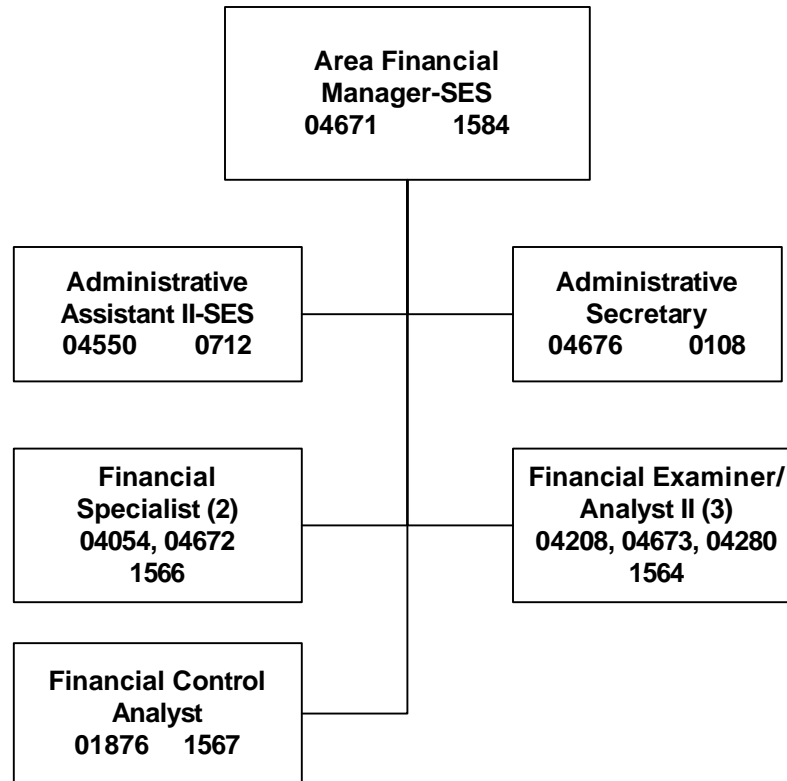 Area Financial
Manager-SES
04671 1584
Administrative
Assistant II-SES
04550 0712
Administrative
Secretary
04676 0108
Financial
Specialist (2)
04054, 04672
1566
Financial Examiner/
Analyst II (3)
04208, 04673, 04280
1564
Financial Control
Analyst
01876 1567